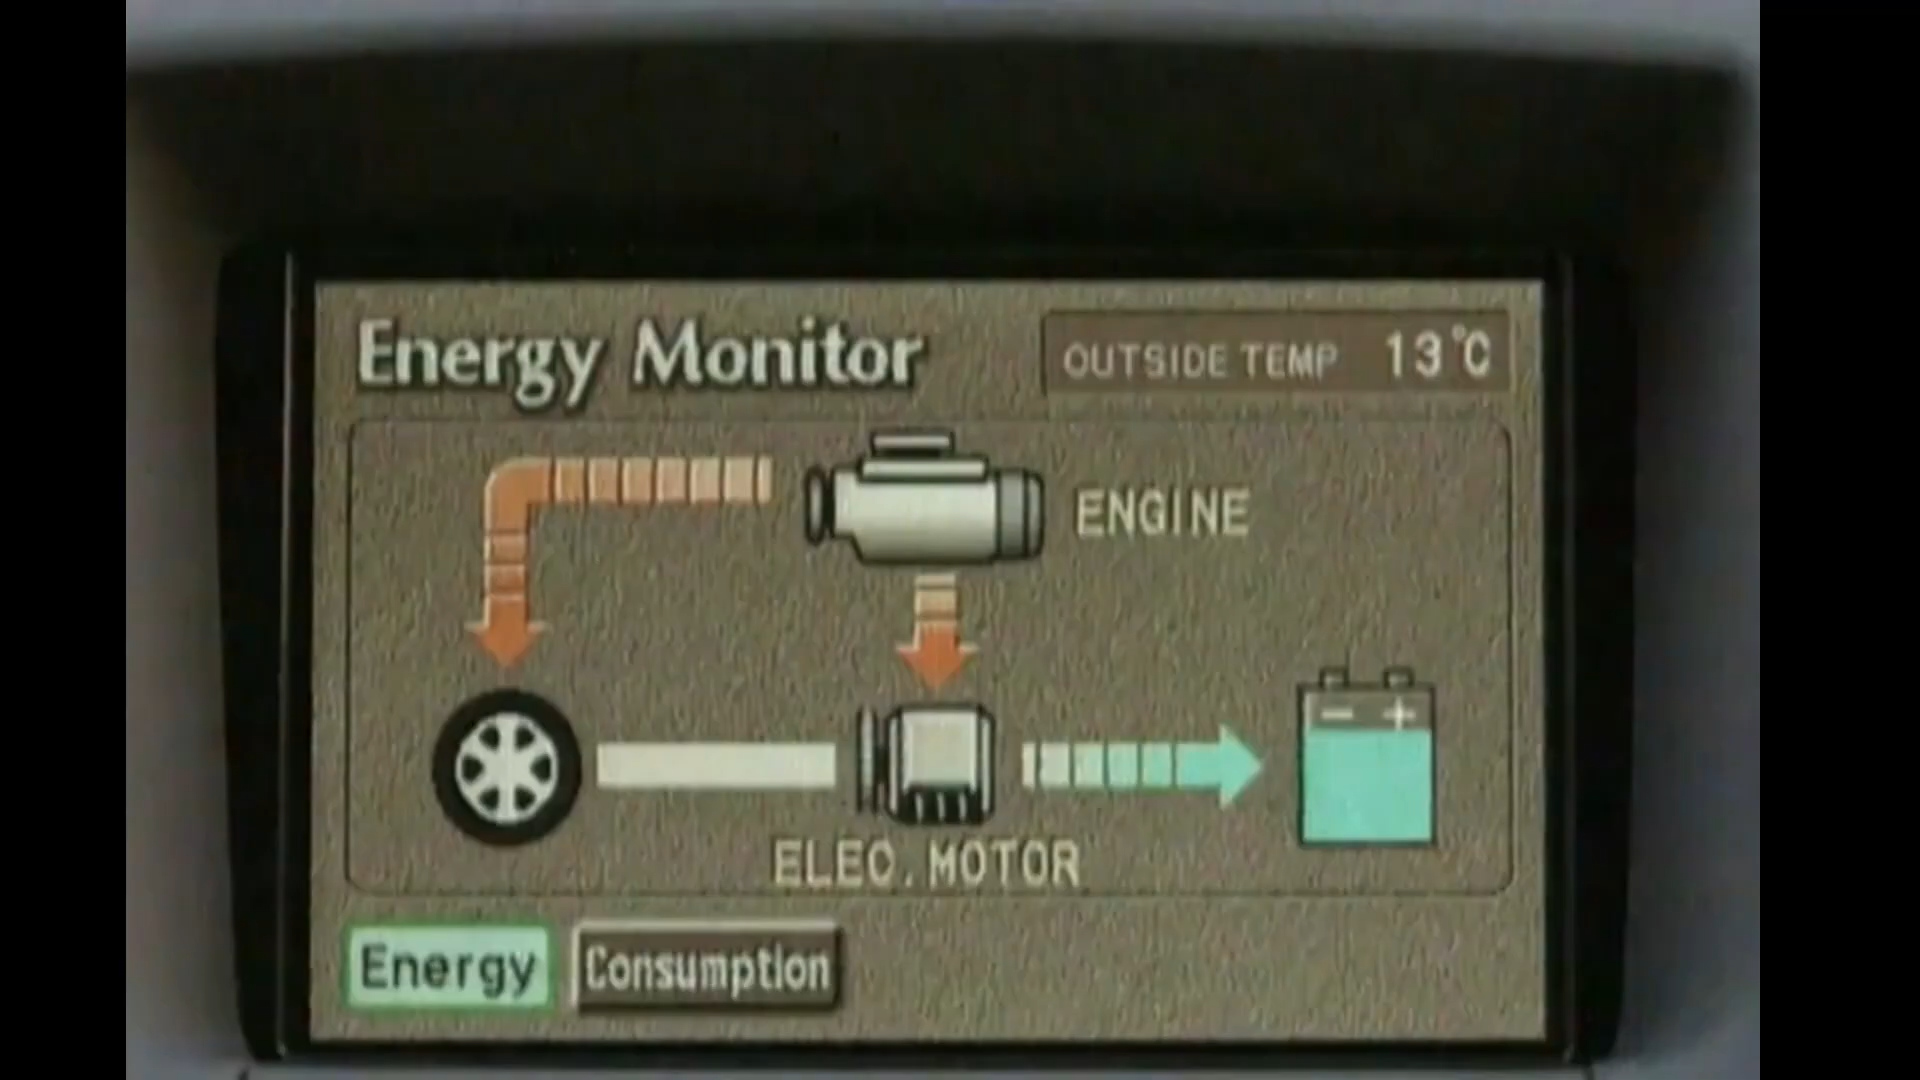 Energy Monitor
OUTSIDE TEMP 13°C
ENGINE
− +
ELEC. MOTOR
Energy
Consumption